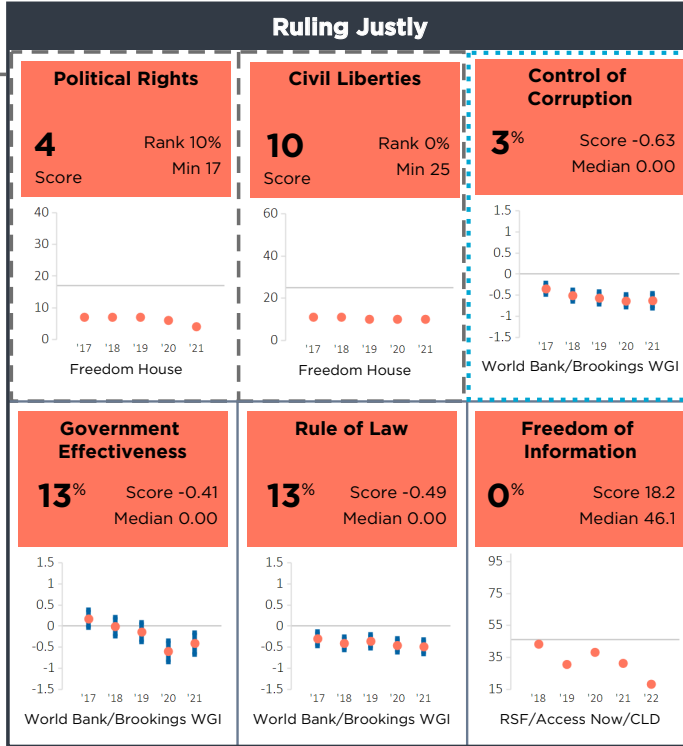 Ruling Justly
Political Rights
4
Score
Rank 10%
Min 17
40
30
20
10
0
'17 '18 '19 '20 '21
Freedom House
Civil Liberties
10
Score
Rank 0%
Min 25
60
40
20
0
'17 '18 '19 '20 '21
Freedom House
Control of
Corruption
3%
Score -0.63
Median 0.00
1.5
1
0.5
0
-0.5
-1
-1.5
'17 '18 '19 '20 '21
World Bank/Brookings WGI
Government
Effectiveness
13%
Score -0.41
Median 0.00
1.5
1
0.5
0
-0.5
-1
-1.5
'17 '18 '19 '20 '21
World Bank/Brookings WGI
Rule of Law
13%
Score -0.49
Median 0.00
1.5
1
0.5
0
-0.5
-1
-1.5
'17 '18 '19 '20 '21
World Bank/Brookings WGI
Freedom of
Information
0%
Score 18.2
Median 46.1
95
75
55
35
15
'18 '19 '20 '21 '22
RSF/Access Now/CLD